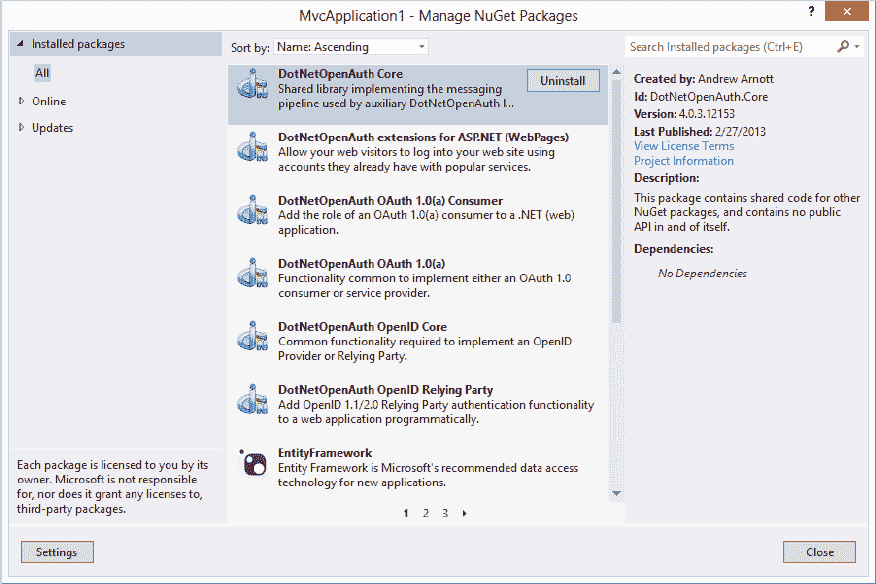 MvcApplication1 - Manage NuGet Packages
?
Installed packages
All
Online
Updates
Each package is licensed to you by its
owner. Microsoft is not responsible
for, nor does it grant any licenses to,
third-party packages.
Settings
Sort by: Name: Ascending
DotNetOpenAuth Core
Shared library implementing the messaging
pipeline used by auxiliary DotNetOpenAuth l...
Uninstall
DotNetOpenAuth extensions for ASP.NET (WebPages)
Allow your web visitors to log into your web site using
accounts they already have with popular services.
DotNetOpenAuth OAuth 1.0(a) Consumer
Add the role of an OAuth 1.0(a) consumer to a .NET (web)
application.
DotNetOpenAuth OAuth 1.0(a)
Functionality common to implement either an OAuth 1.0
consumer or service provider.
DotNetOpenAuth OpenID Core
Common functionality required to implement an OpenID
Provider or Relying Party.
DotNetOpenAuth OpenID Relying Party
Add OpenID 1.1/2.0 Relying Party authentication functionality
to a web application programmatically.
EntityFramework
Entity Framework is Microsoft's recommended data access
technology for new applications.
1 2 3
Search Installed packages (Ctrl+E)
Created by: Andrew Arnott
Id: DotNetOpenAuth.Core
Version: 4.0.3.12153
Last Published: 2/27/2013
View License Terms
Project Information
Description:
This package contains shared code for other
NuGet packages, and contains no public
API in and of itself.
Dependencies:
No Dependencies
Close